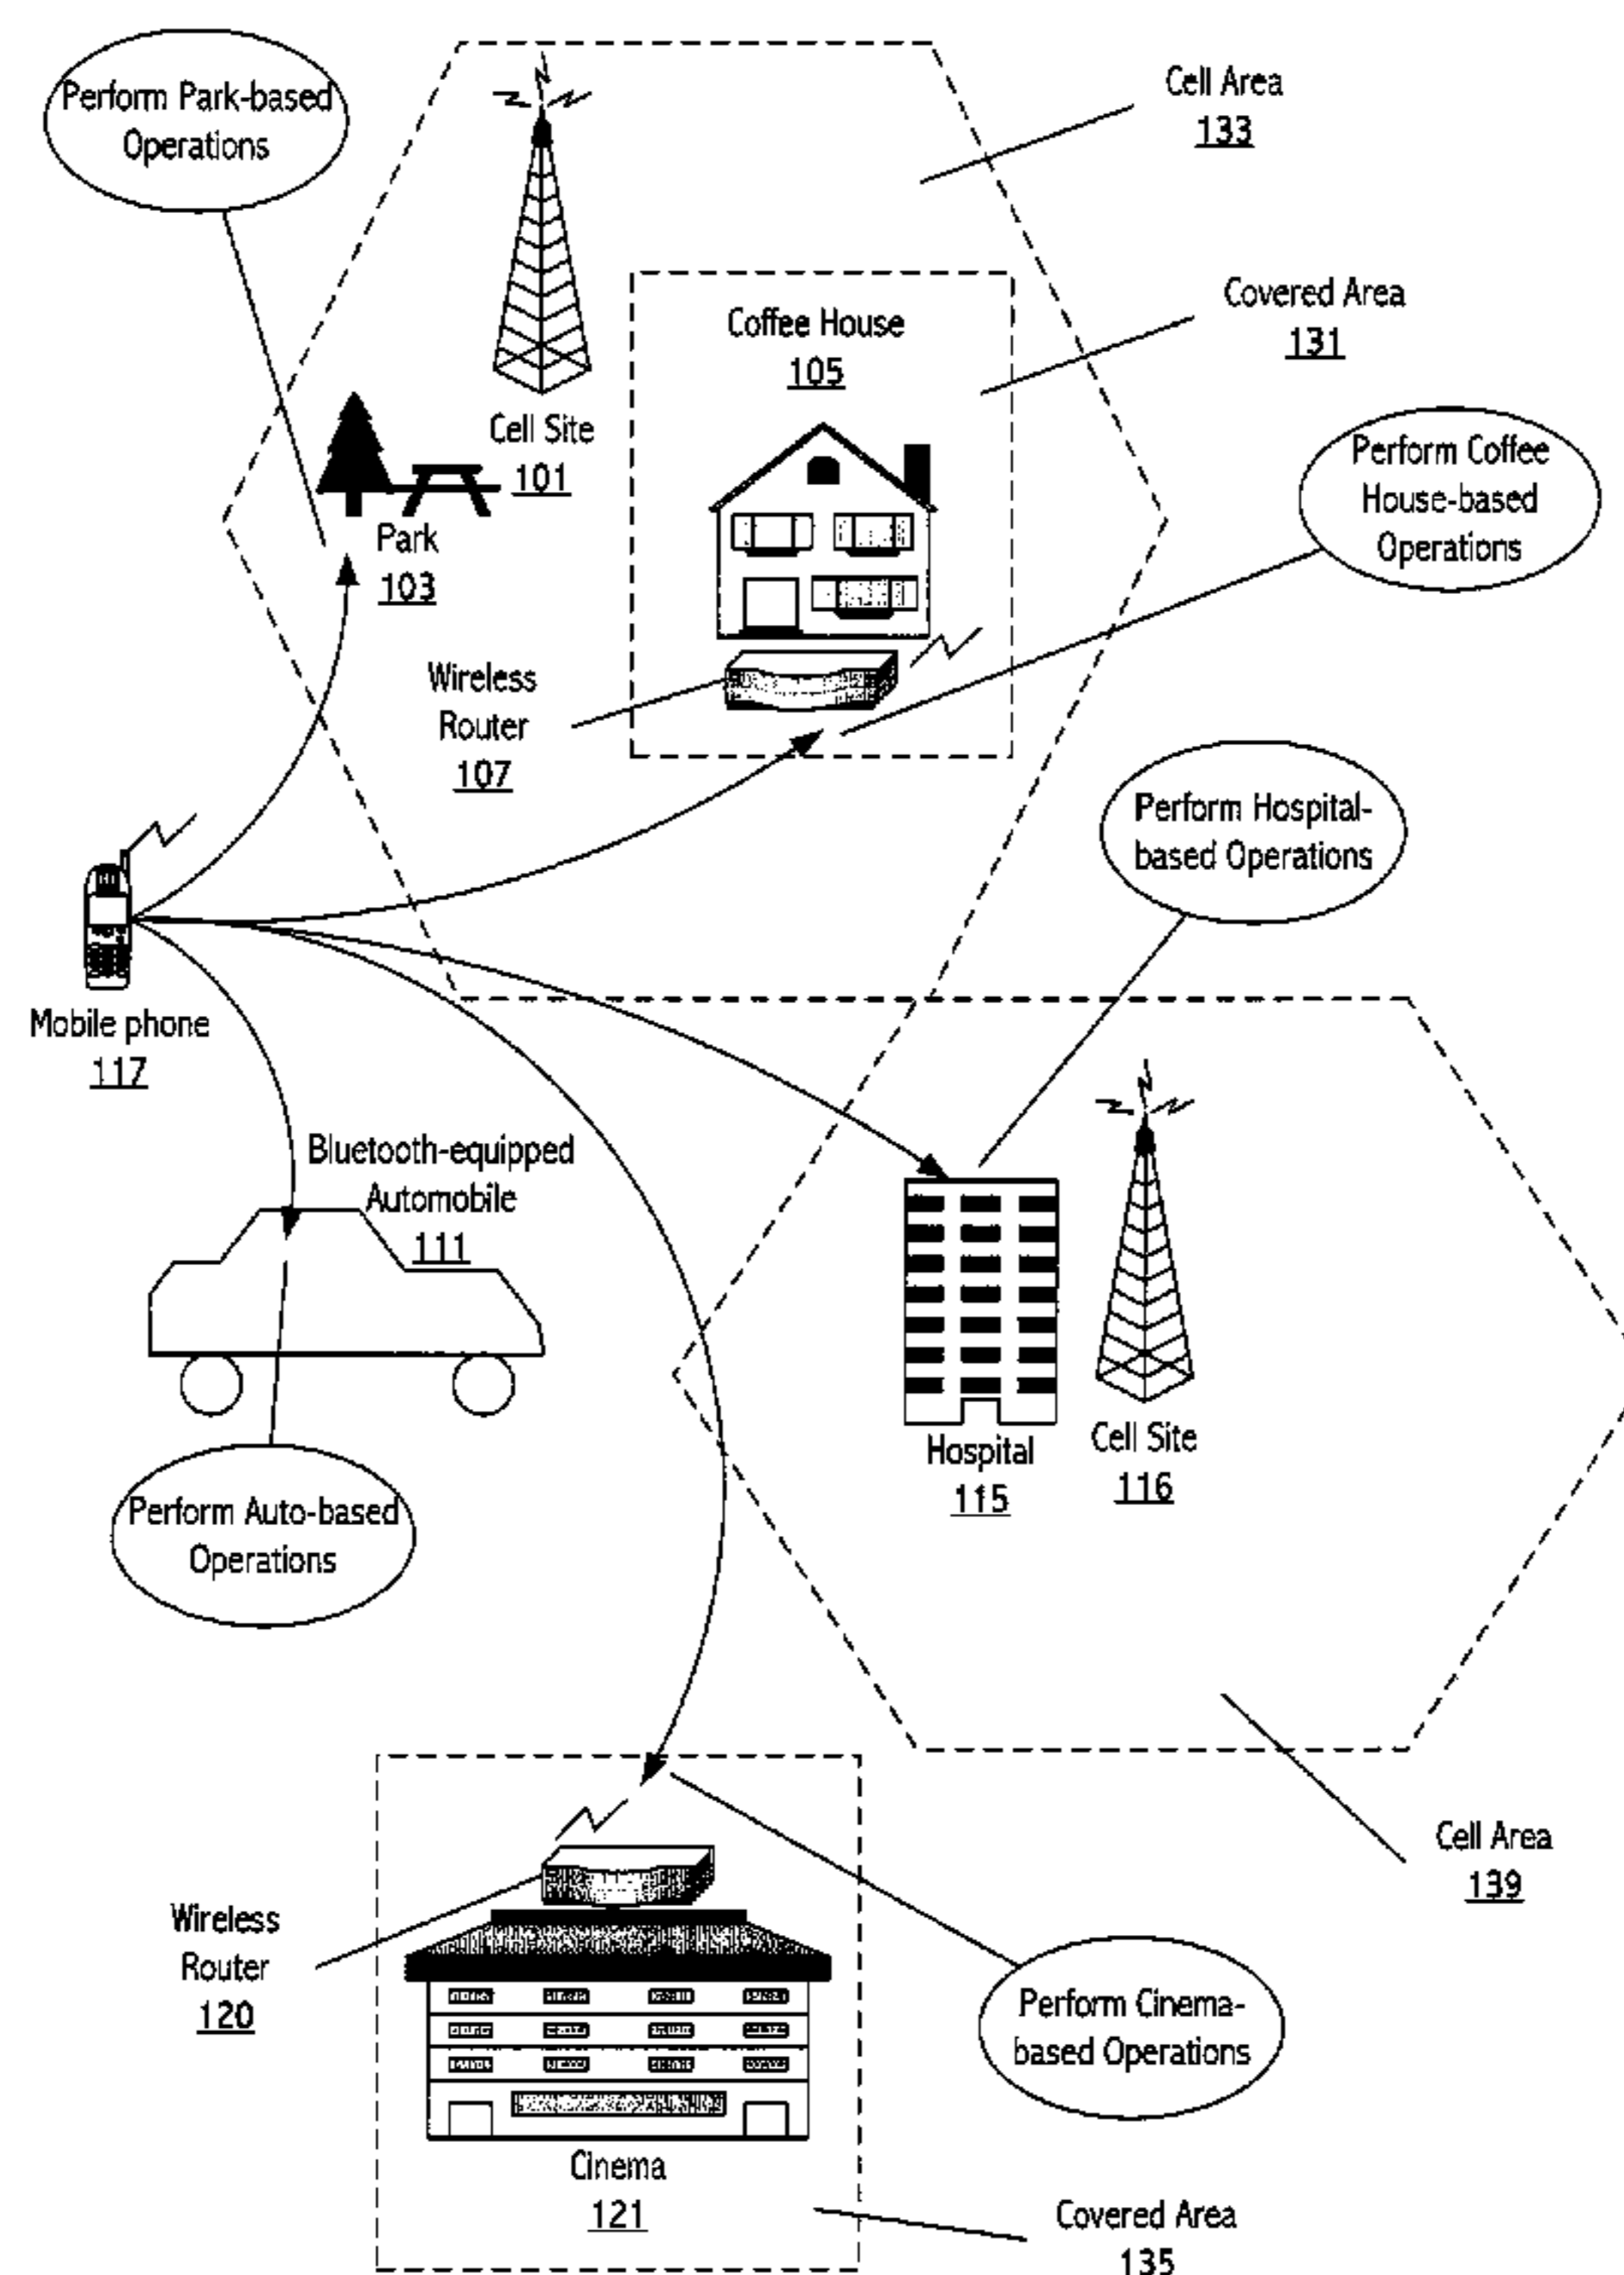 Perform Park-based
Operations
Cell Area
133
Covered Area
131
Coffee House
105
Cell Site
101
Perform Coffee
House-based
Operations
Park
103
Wireless
Router
107
Perform Hospital-
based Operations
Mobile phone
117
Bluetooth-equipped
Automobile
111
Hospital
115
Cell Site
116
Perform Auto-based
Operations
Cell Area
139
Wireless
Router
120
Perform Cinema-
based Operations
Cinema
121
Covered Area
135